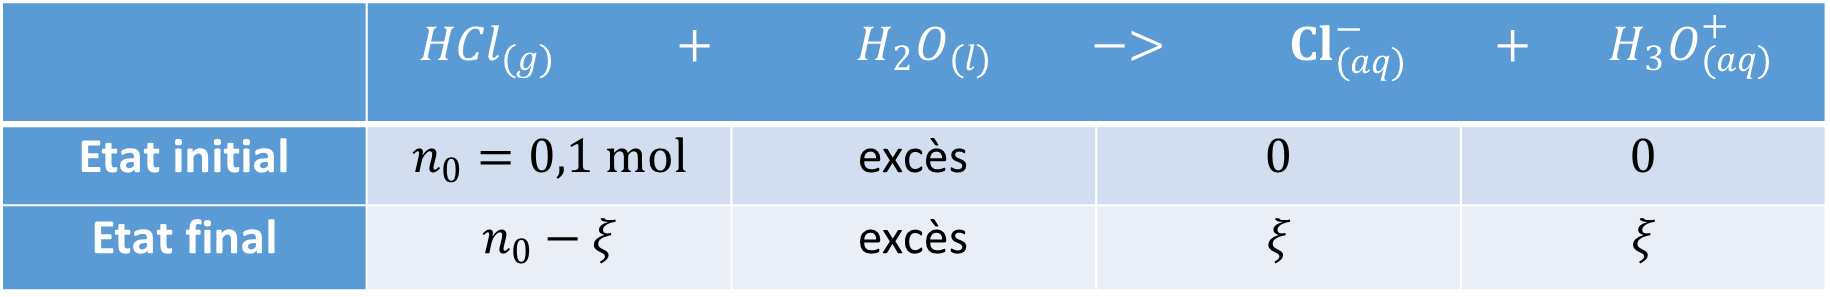 HCl(g) + H₂O(l) −> Cl⁻(aq) + H₃O⁺(aq)
Etat initial n₀ = 0,1 mol excès 0 0
Etat final n₀ − ξ excès ξ ξ